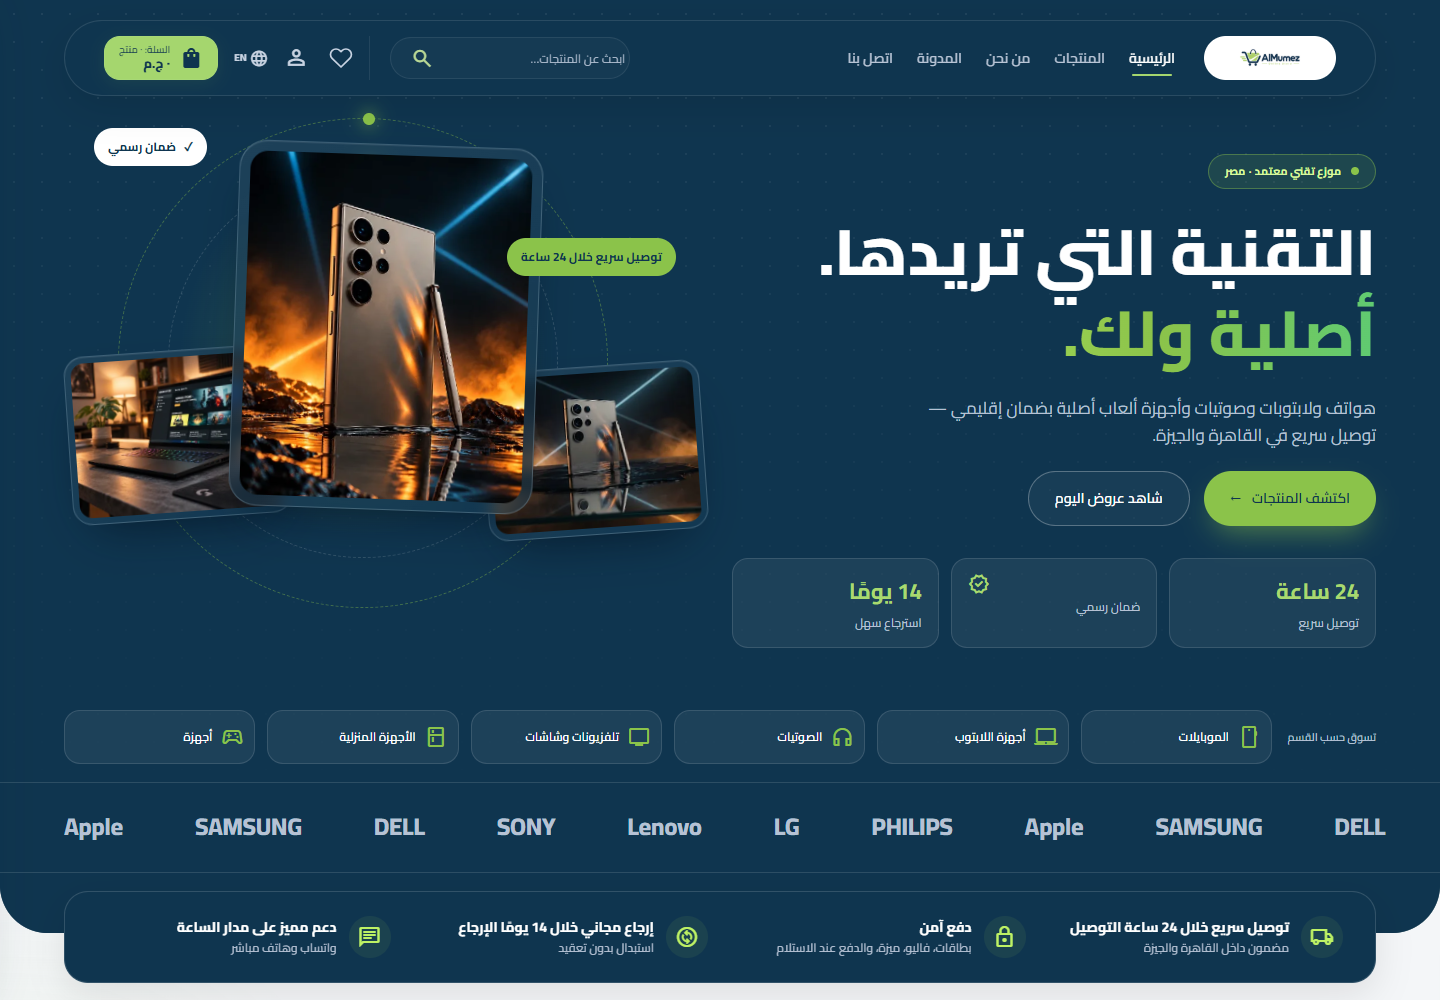 AlMumez
الرئيسية
المنتجات
من نحن
المدونة
اتصل بنا
ابحث عن المنتجات...
EN
السلة: ٠ منتج
٠ ج.م
✓ ضمان رسمي
توصيل سريع خلال 24 ساعة
موزع تقني معتمد · مصر
التقنية التي تريدها.
أصلية ولك.
هواتف ولابتوبات وصوتيات وأجهزة ألعاب أصلية بضمان إقليمي —
توصيل سريع في القاهرة والجيزة.
اكتشف المنتجات ←
شاهد عروض اليوم
24 ساعة
توصيل سريع
ضمان رسمي
14 يومًا
استرجاع سهل
تسوق حسب القسم
الموبايلات
أجهزة اللابتوب
الصوتيات
تلفزيونات وشاشات
الأجهزة المنزلية
أجهزة
Apple SAMSUNG DELL SONY Lenovo LG PHILIPS Apple SAMSUNG DELL
توصيل سريع خلال 24 ساعة التوصيل
مضمون داخل القاهرة والجيزة
دفع آمن
بطاقات، فاليو، ميزة، والدفع عند الاستلام
إرجاع مجاني خلال 14 يومًا الإرجاع
استبدال بدون تعقيد
دعم مميز على مدار الساعة
واتساب وهاتف مباشر